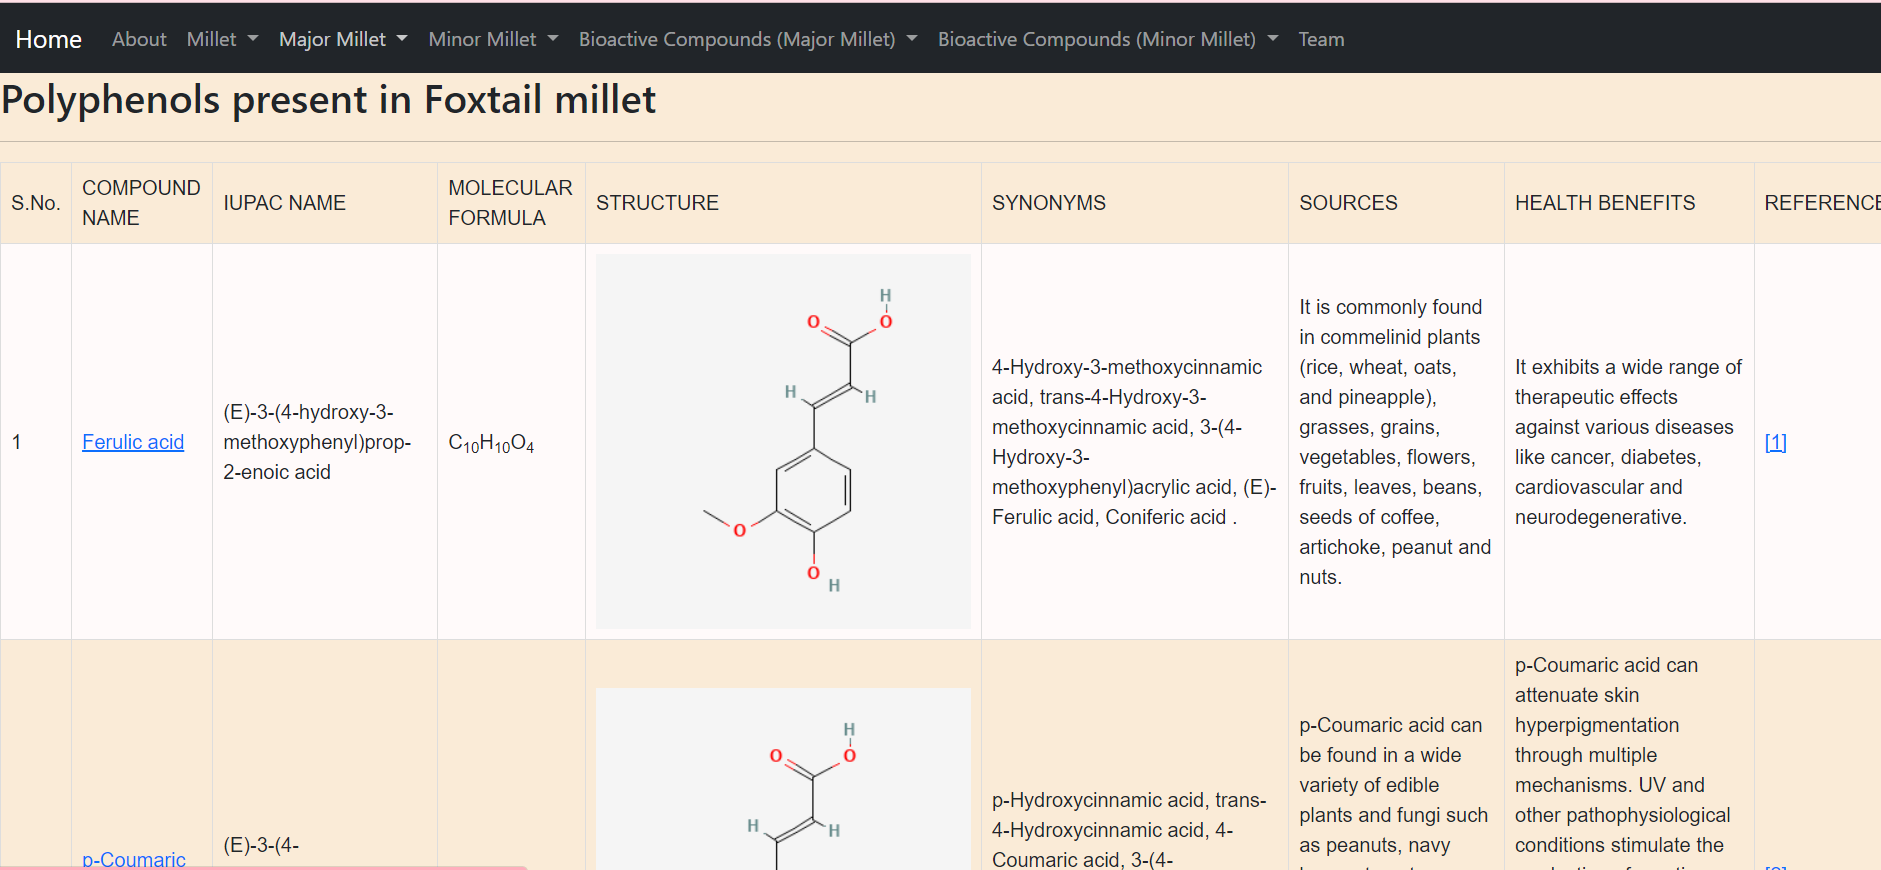 Home About Millet Major Millet Minor Millet Bioactive Compounds (Major Millet) Bioactive Compounds (Minor Millet) Team
Polyphenols present in Foxtail millet
S.No.
COMPOUND
NAME
IUPAC NAME
MOLECULAR
FORMULA
STRUCTURE
SYNONYMS
SOURCES
HEALTH BENEFITS
REFERENCE
1
Ferulic acid
(E)-3-(4-hydroxy-3-
methoxyphenyl)prop-
2-enoic acid
C₁₀H₁₀O₄
H
O
O
H
H
O
O
H
4-Hydroxy-3-methoxycinnamic
acid, trans-4-Hydroxy-3-
methoxycinnamic acid, 3-(4-
Hydroxy-3-
methoxyphenyl)acrylic acid, (E)-
Ferulic acid, Coniferic acid .
It is commonly found
in commelinid plants
(rice, wheat, oats,
and pineapple),
grasses, grains,
vegetables, flowers,
fruits, leaves, beans,
seeds of coffee,
artichoke, peanut and
nuts.
It exhibits a wide range of
therapeutic effects
against various diseases
like cancer, diabetes,
cardiovascular and
neurodegenerative.
[1]
p-Coumaric
(E)-3-(4-
H
O
O
H
H
p-Hydroxycinnamic acid, trans-
4-Hydroxycinnamic acid, 4-
Coumaric acid, 3-(4-
p-Coumaric acid can
be found in a wide
variety of edible
plants and fungi such
as peanuts, navy
p-Coumaric acid can
attenuate skin
hyperpigmentation
through multiple
mechanisms. UV and
other pathophysiological
conditions stimulate the